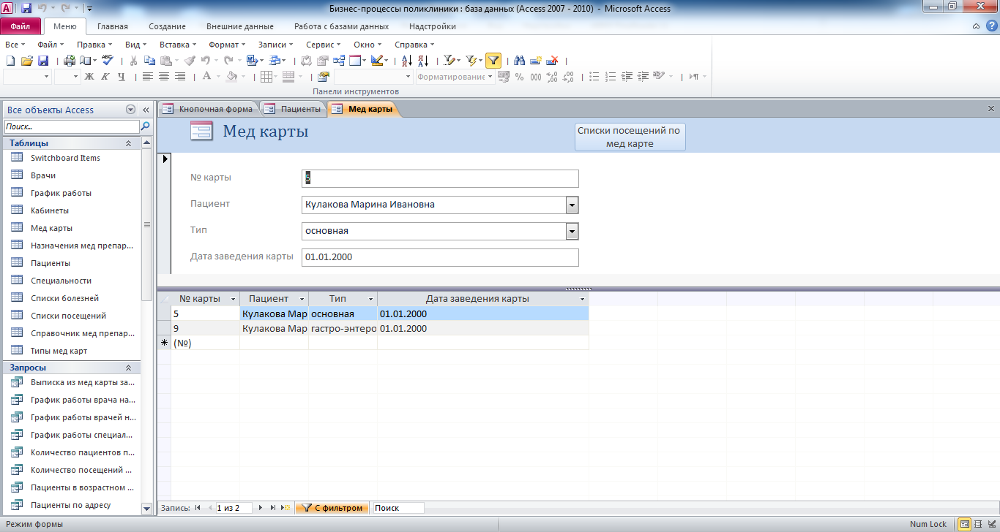 Бизнес-процессы поликлиники : база данных (Access 2007 - 2010) - Microsoft Access
Файл Меню Главная Создание Внешние данные Работа с базами данных Надстройки
Все Файл Правка Вид Вставка Формат Записи Сервис Окно Справка
Ж К Ч Форматирование % 000
Панели инструментов
Все объекты Access
Поиск...
Таблицы
Switchboard Items
Врачи
График работы
Кабинеты
Мед карты
Назначения мед препар...
Пациенты
Специальности
Списки болезней
Списки посещений
Справочник мед препар...
Типы мед карт
Запросы
Выписка из мед карты за...
График работы врача на...
График работы врачей н...
График работы специал...
Количество пациентов п...
Количество посещений ...
Пациенты в возрастном ...
Пациенты по адресу
Кнопочная форма Пациенты Мед карты
Мед карты
Списки посещений по
мед карте
№ карты 5
Пациент Кулакова Марина Ивановна
Тип основная
Дата заведения карты 01.01.2000
№ карты Пациент Тип Дата заведения карты
5 Кулакова Мар основная 01.01.2000
9 Кулакова Мар гастро-энтеро 01.01.2000
(№)
Запись: 1 из 2 С фильтром Поиск
Режим формы Num Lock